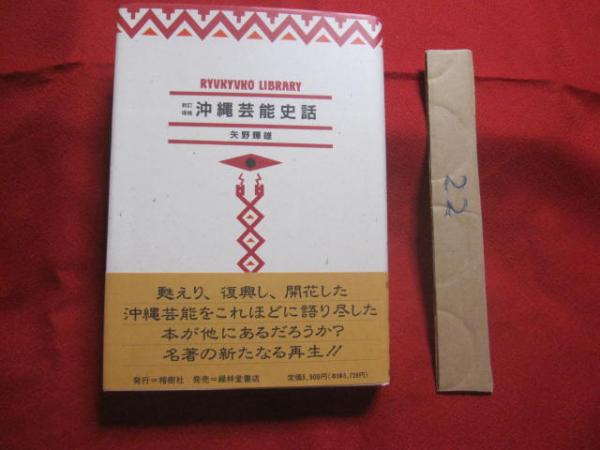 RYUKYUKO LIBRARY
新訂
増補
沖縄芸能史話
矢野輝雄
甦えり、復興し、開花した
沖縄芸能をこれほどに語り尽した
本が他にあるだろうか?
名著の新たなる再生!!
発行=榕樹社 発売=緑林堂書店
定価5,900円(本体5,728円)
22